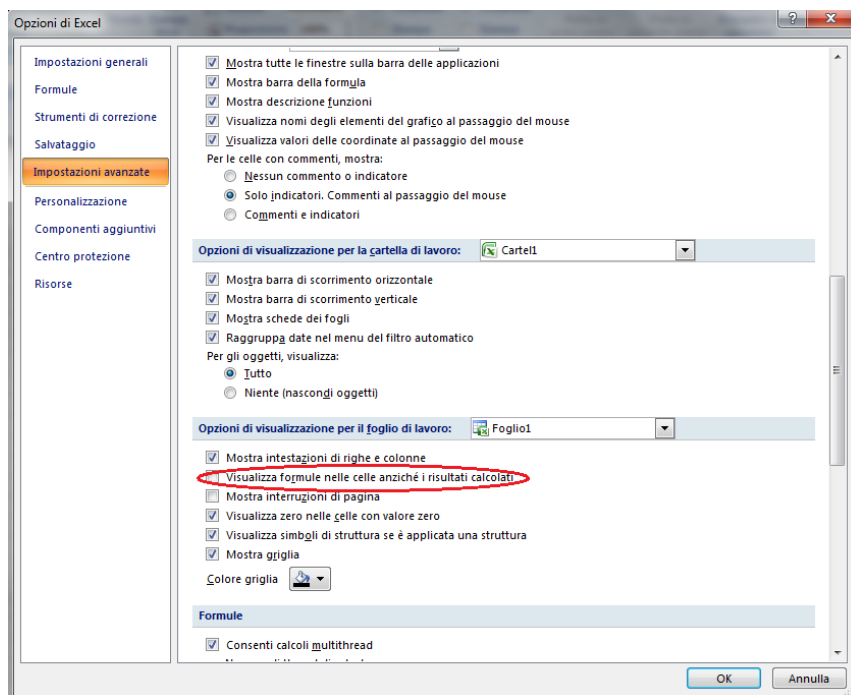 Opzioni di Excel
Impostazioni generali
Formule
Strumenti di correzione
Salvataggio
Impostazioni avanzate
Personalizzazione
Componenti aggiuntivi
Centro protezione
Risorse
Mostra tutte le finestre sulla barra delle applicazioni
Mostra barra della formula
Mostra descrizione funzioni
Visualizza nomi degli elementi del grafico al passaggio del mouse
Visualizza valori delle coordinate al passaggio del mouse
Per le celle con commenti, mostra:
Nessun commento o indicatore
Solo indicatori. Commenti al passaggio del mouse
Commenti e indicatori
Opzioni di visualizzazione per la cartella di lavoro: Cartel1
Mostra barra di scorrimento orizzontale
Mostra barra di scorrimento verticale
Mostra schede dei fogli
Raggruppa date nel menu del filtro automatico
Per gli oggetti, visualizza:
Tutto
Niente (nascondi oggetti)
Opzioni di visualizzazione per il foglio di lavoro: Foglio1
Mostra intestazioni di righe e colonne
Visualizza formule nelle celle anziché i risultati calcolati
Mostra interruzioni di pagina
Visualizza zero nelle celle con valore zero
Visualizza simboli di struttura se è applicata una struttura
Mostra griglia
Colore griglia
Formule
Consenti calcoli multithread
OK Annulla